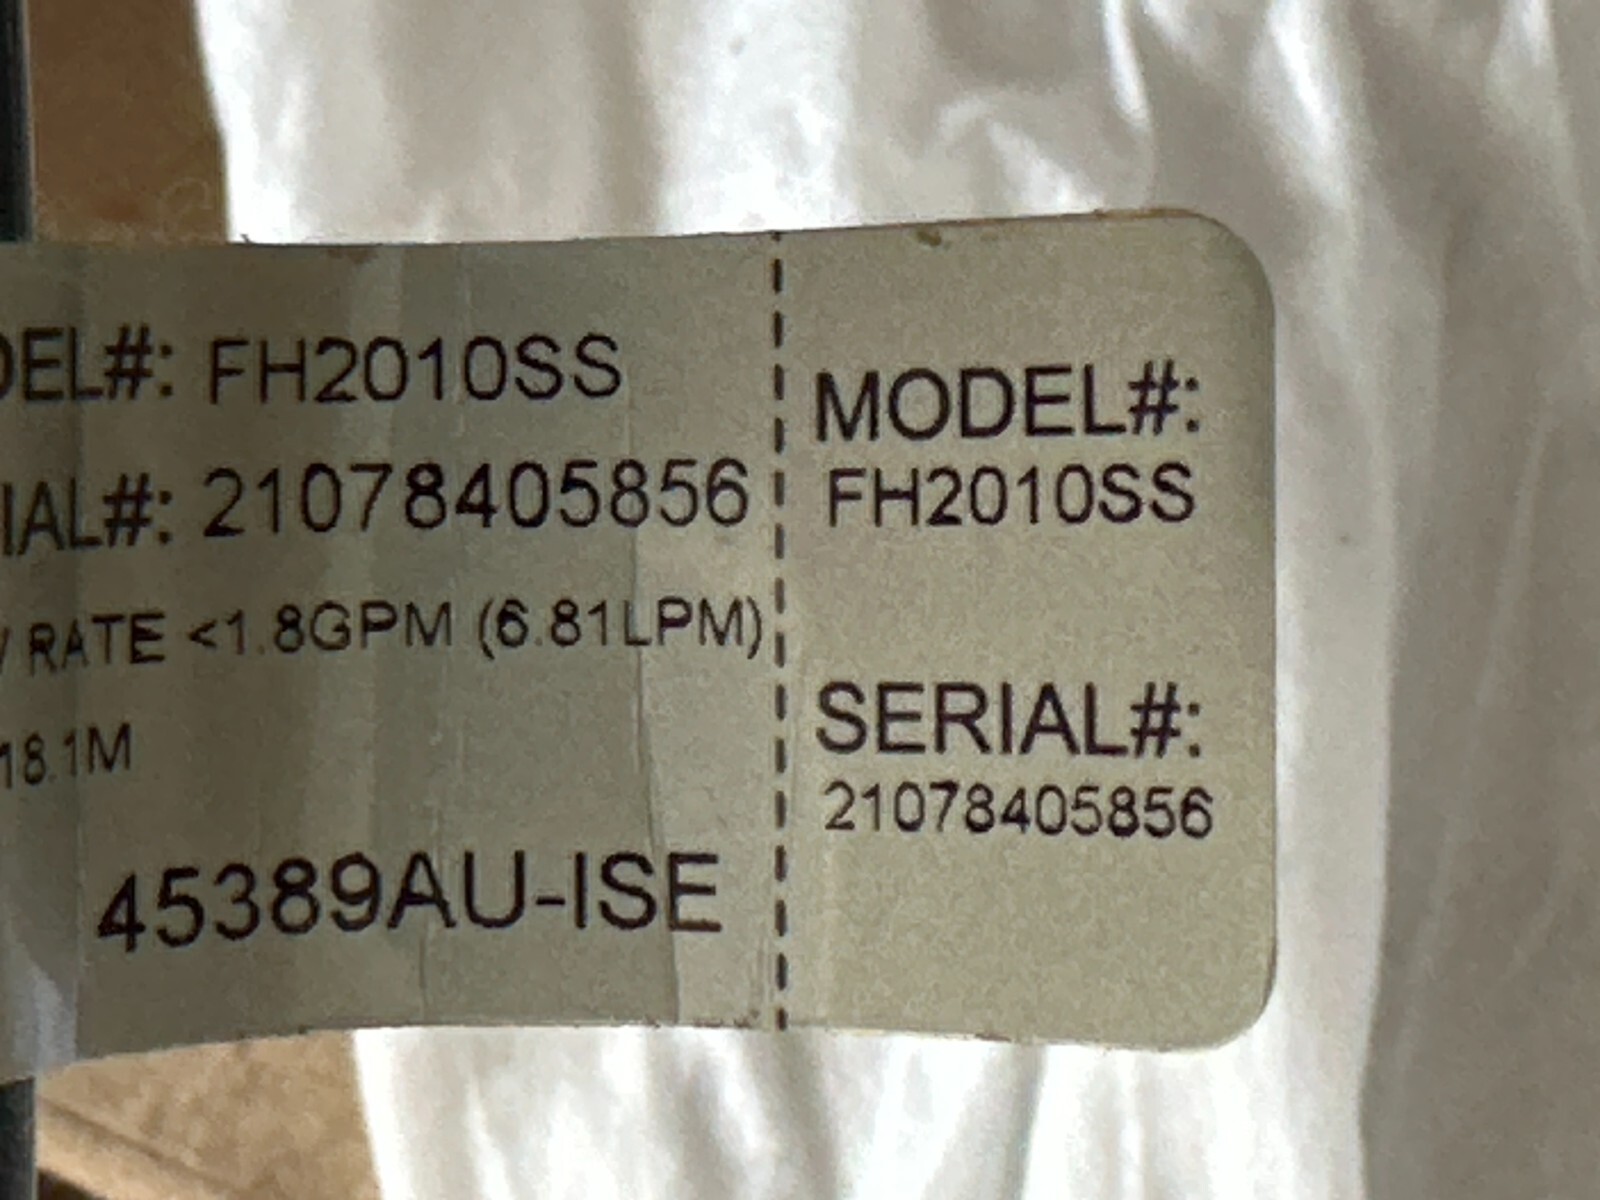 DEL#: FH2010SS
IAL#: 21078405856
RATE <1.8GPM (6.81LPM)
18.1M
45389AU-ISE
MODEL#:
FH2010SS
SERIAL#:
21078405856